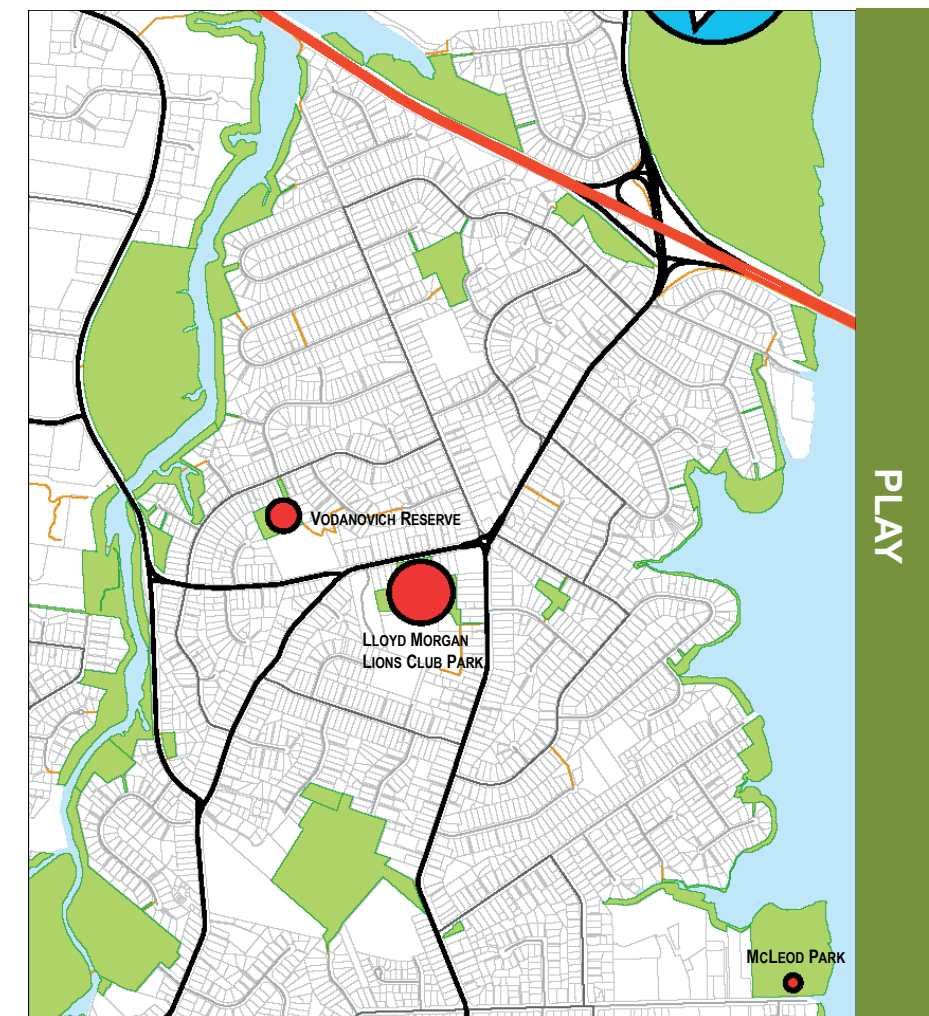 PLAY
VODANOVICH RESERVE
LLOYD MORGAN
LIONS CLUB PARK
MCLEOD PARK